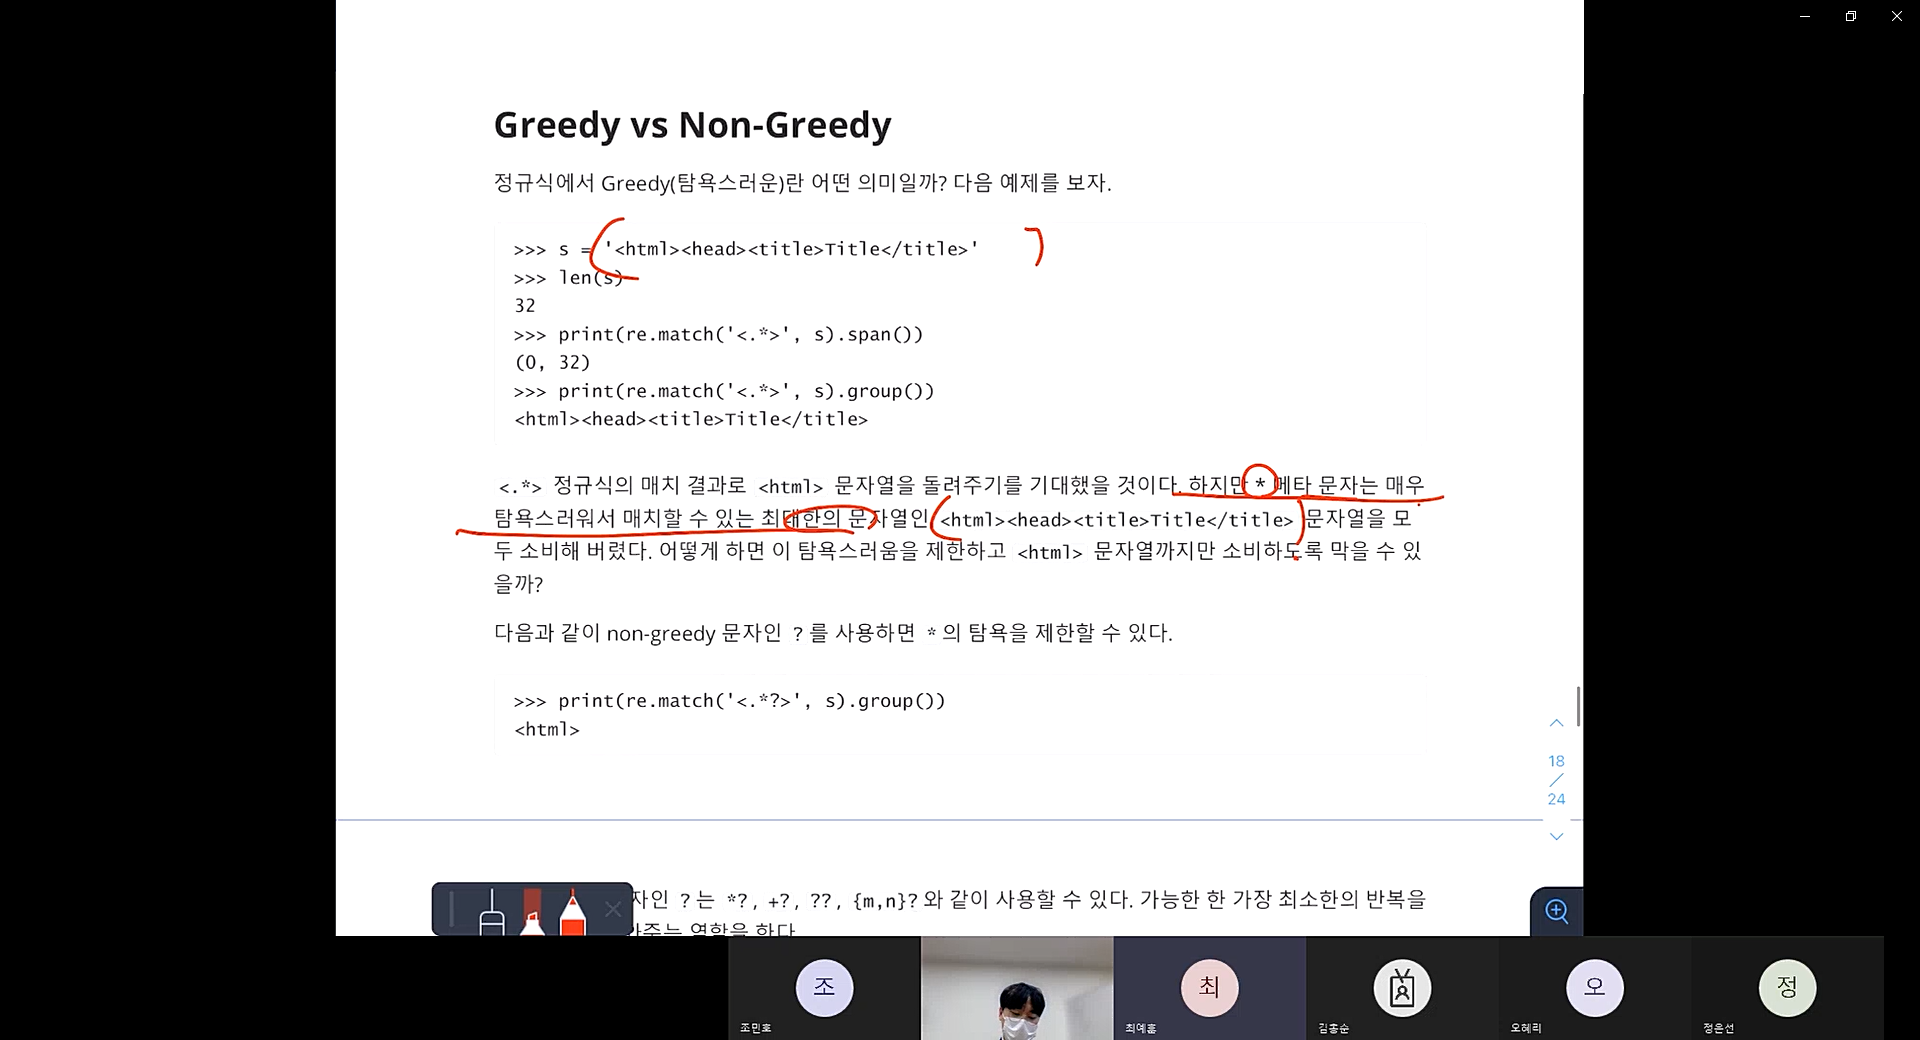 Greedy vs Non-Greedy
정규식에서 Greedy(탐욕스러운)란 어떤 의미일까? 다음 예제를 보자.
>>> s = '<html><head><title>Title</title>'
>>> len(s)
32
>>> print(re.match('<.*>', s).span())
(0, 32)
>>> print(re.match('<.*>', s).group())
<html><head><title>Title</title>
<.*> 정규식의 매치 결과로 <html> 문자열을 돌려주기를 기대했을 것이다. 하지만 * 메타 문자는 매우
탐욕스러워서 매치할 수 있는 최대한의 문자열인 <html><head><title>Title</title> 문자열을 모
두 소비해 버렸다. 어떻게 하면 이 탐욕스러움을 제한하고 <html> 문자열까지만 소비하도록 막을 수 있
을까?
다음과 같이 non-greedy 문자인 ? 를 사용하면 * 의 탐욕을 제한할 수 있다.
>>> print(re.match('<.*?>', s).group())
<html>
18
/
24
자인 ? 는 *?, +?, ??, {m,n}? 와 같이 사용할 수 있다. 가능한 한 가장 최소한의 반복을
역할을 한다
조 최 오 정
조민호 최예홈 김홍순 오혜리 정은선